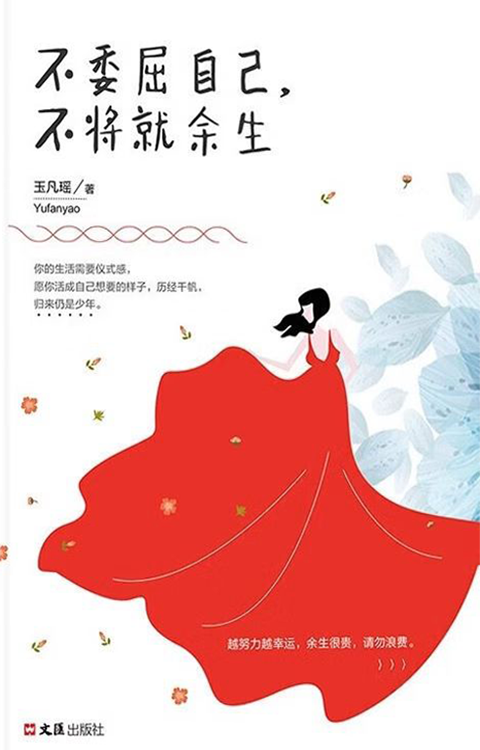 不委屈自己，
不将就余生
玉凡瑶／著
Yufanyao
你的生活需要仪式感，
愿你活成自己想要的样子，历经千帆，
归来仍是少年。
越努力越幸运，余生很贵，请勿浪费。
〉〉〉
文匯出版社